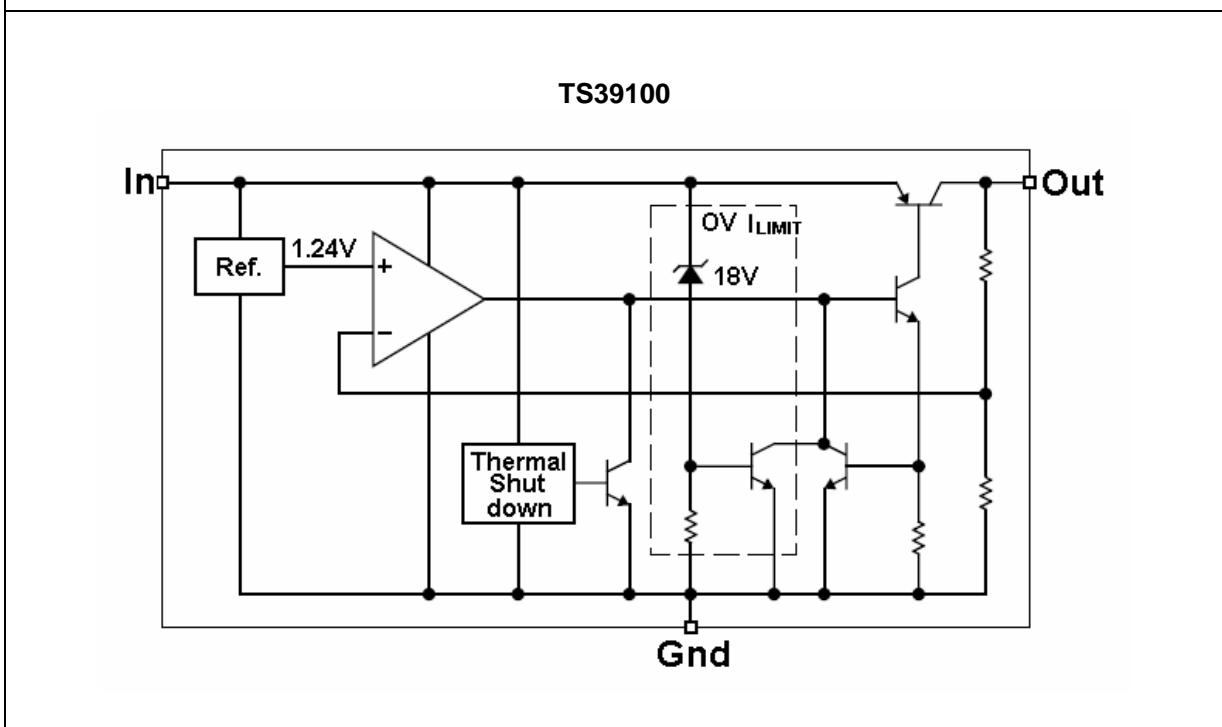 TS39100
In
Out
OV ILIMIT
1.24V
Ref.
+
18V
−
Thermal
Shut
down
Gnd